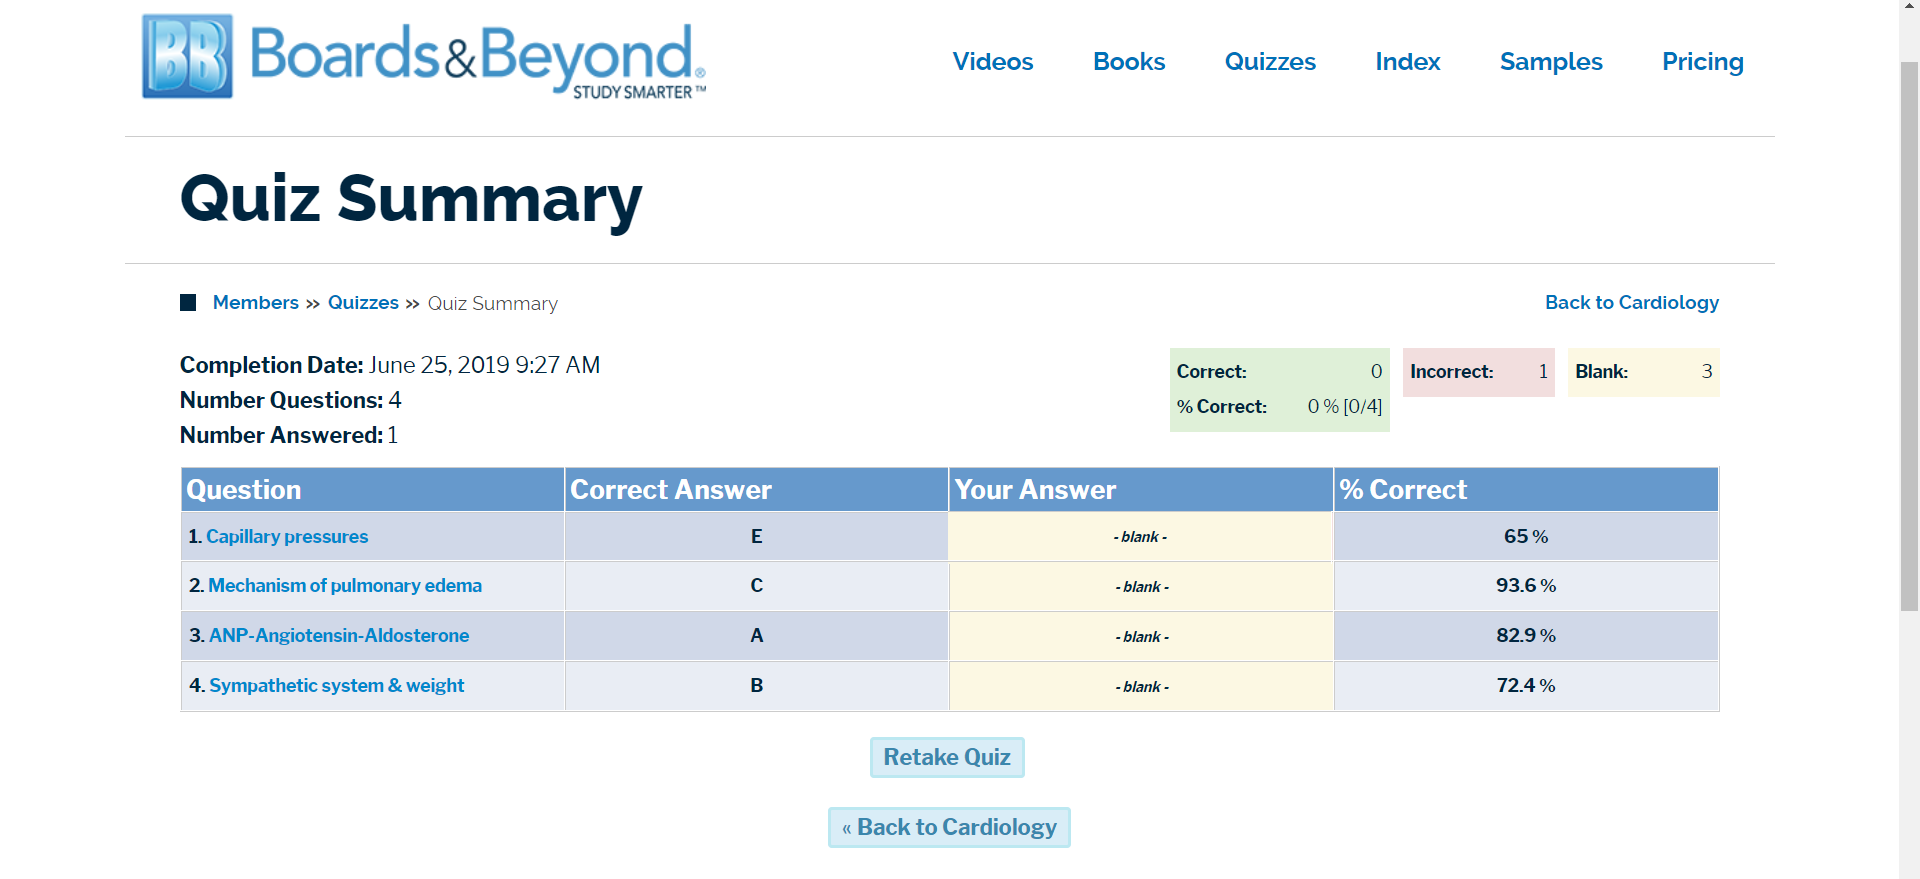 BB Boards&Beyond®
STUDY SMARTER™
Videos Books Quizzes Index Samples Pricing
Quiz Summary
Members » Quizzes » Quiz Summary
Back to Cardiology
Completion Date: June 25, 2019 9:27 AM
Number Questions: 4
Number Answered: 1
Correct: 0
% Correct: 0 % [0/4]
Incorrect: 1
Blank: 3
Question Correct Answer Your Answer % Correct
1. Capillary pressures E - blank - 65 %
2. Mechanism of pulmonary edema C - blank - 93.6 %
3. ANP-Angiotensin-Aldosterone A - blank - 82.9 %
4. Sympathetic system & weight B - blank - 72.4 %
Retake Quiz
« Back to Cardiology